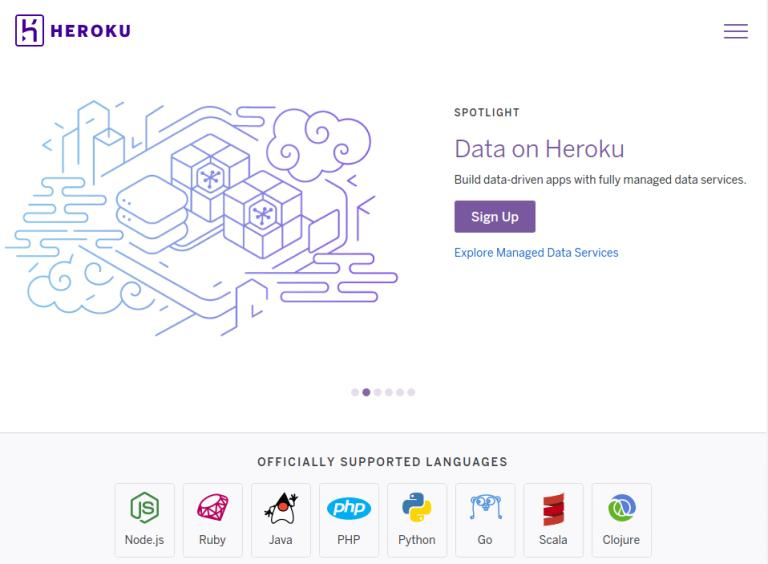 HEROKU
SPOTLIGHT
Data on Heroku
Build data-driven apps with fully managed data services.
Sign Up
Explore Managed Data Services
OFFICIALLY SUPPORTED LANGUAGES
JS
php
Node.js
Ruby
Java
PHP
Python
Go
Scala
Clojure